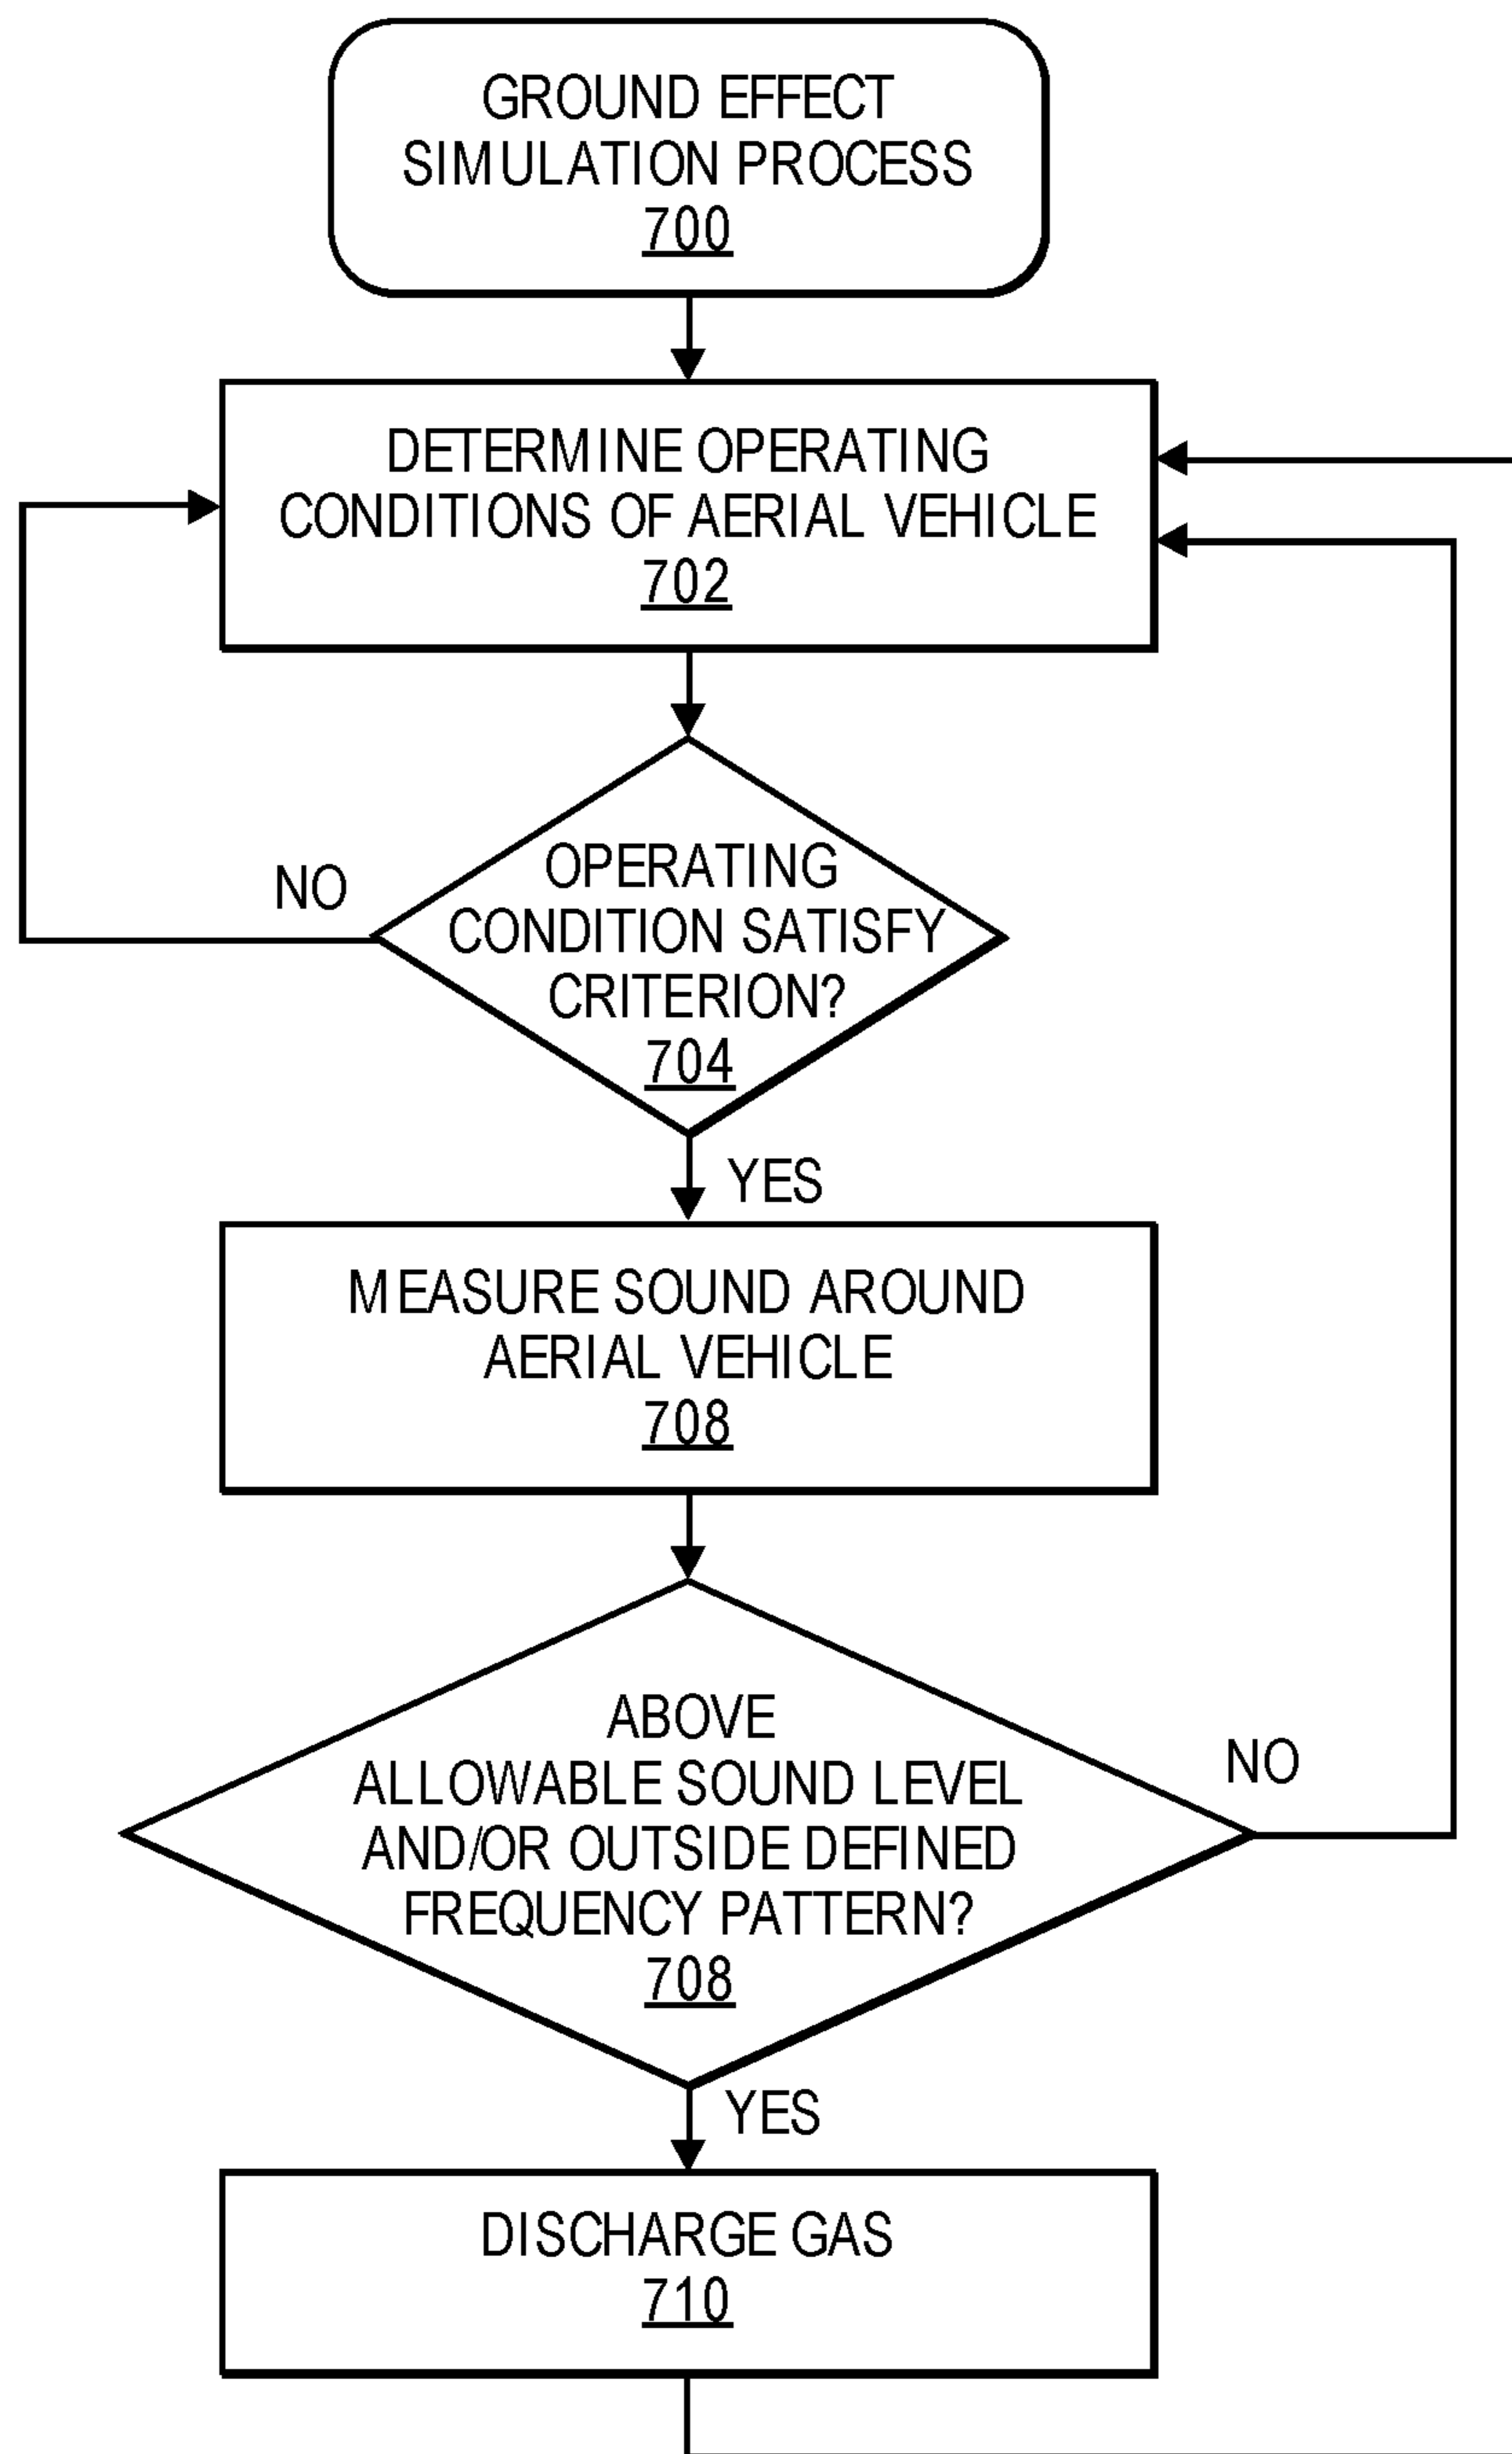 GROUND EFFECT
SIMULATION PROCESS
700
DETERMINE OPERATING
CONDITIONS OF AERIAL VEHICLE
702
OPERATING
CONDITION SATISFY
CRITERION?
704
NO
YES
MEASURE SOUND AROUND
AERIAL VEHICLE
708
ABOVE
ALLOWABLE SOUND LEVEL
AND/OR OUTSIDE DEFINED
FREQUENCY PATTERN?
708
NO
YES
DISCHARGE GAS
710